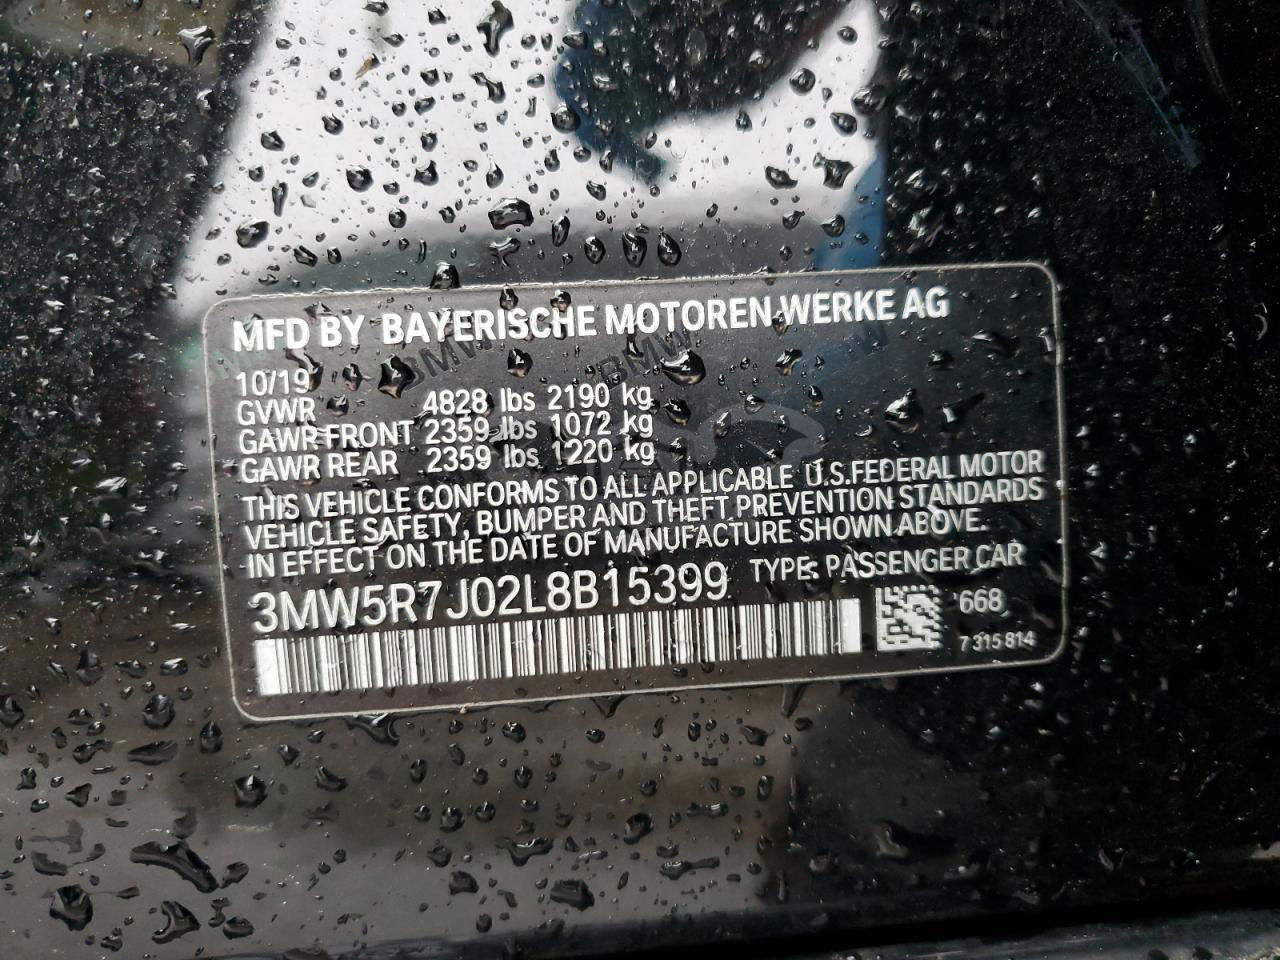 MFD BY BAYERISCHE MOTOREN WERKE AG
10/19
GVWR 4828 lbs 2190 kg
GAWR FRONT 2359 lbs 1072 kg
GAWR REAR 2359 lbs 1220 kg
THIS VEHICLE CONFORMS TO ALL APPLICABLE U.S.FEDERAL MOTOR
VEHICLE SAFETY, BUMPER AND THEFT PREVENTION STANDARDS
IN EFFECT ON THE DATE OF MANUFACTURE SHOWN ABOVE.
3MW5R7J02L8B15399 TYPE: PASSENGER CAR
668
7 315 814
BMW
BMW